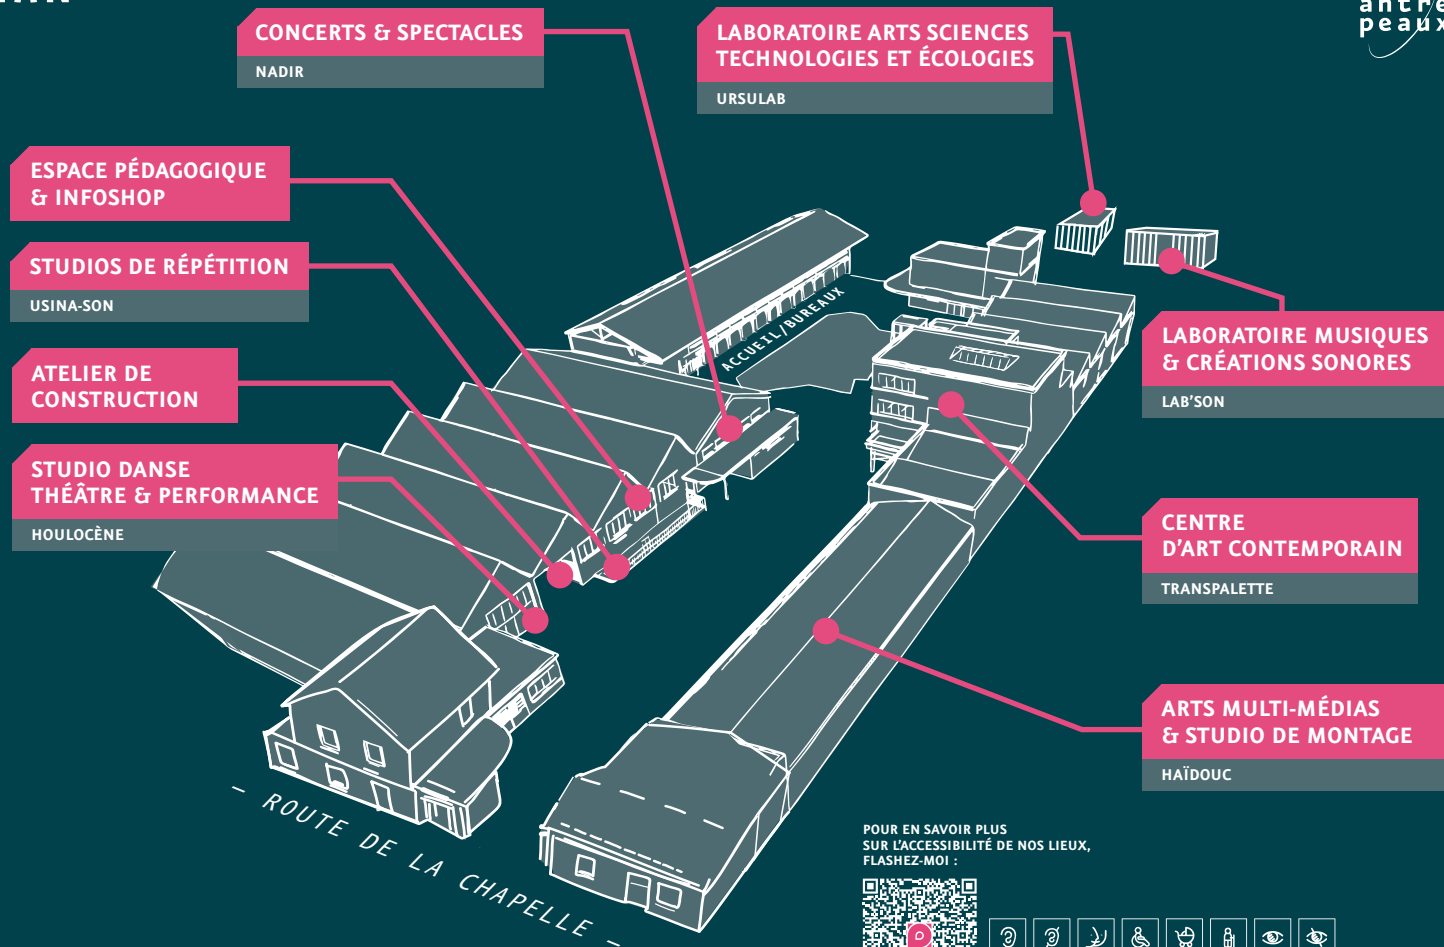 CONCERTS & SPECTACLES
NADIR
LABORATOIRE ARTS SCIENCES
TECHNOLOGIES ET ÉCOLOGIES
URSULAB
antre
peaux
ESPACE PÉDAGOGIQUE
& INFOSHOP
STUDIOS DE RÉPÉTITION
USINA-SON
ATELIER DE
CONSTRUCTION
STUDIO DANSE
THÉÂTRE & PERFORMANCE
HOULOCÈNE
ACCUEIL/BUREAUX
LABORATOIRE MUSIQUES
& CRÉATIONS SONORES
LAB'SON
CENTRE
D'ART CONTEMPORAIN
TRANSPALETTE
ARTS MULTI-MÉDIAS
& STUDIO DE MONTAGE
HAÏDOUC
– ROUTE DE LA CHAPELLE –
POUR EN SAVOIR PLUS
SUR L'ACCESSIBILITÉ DE NOS LIEUX,
FLASHEZ-MOI :